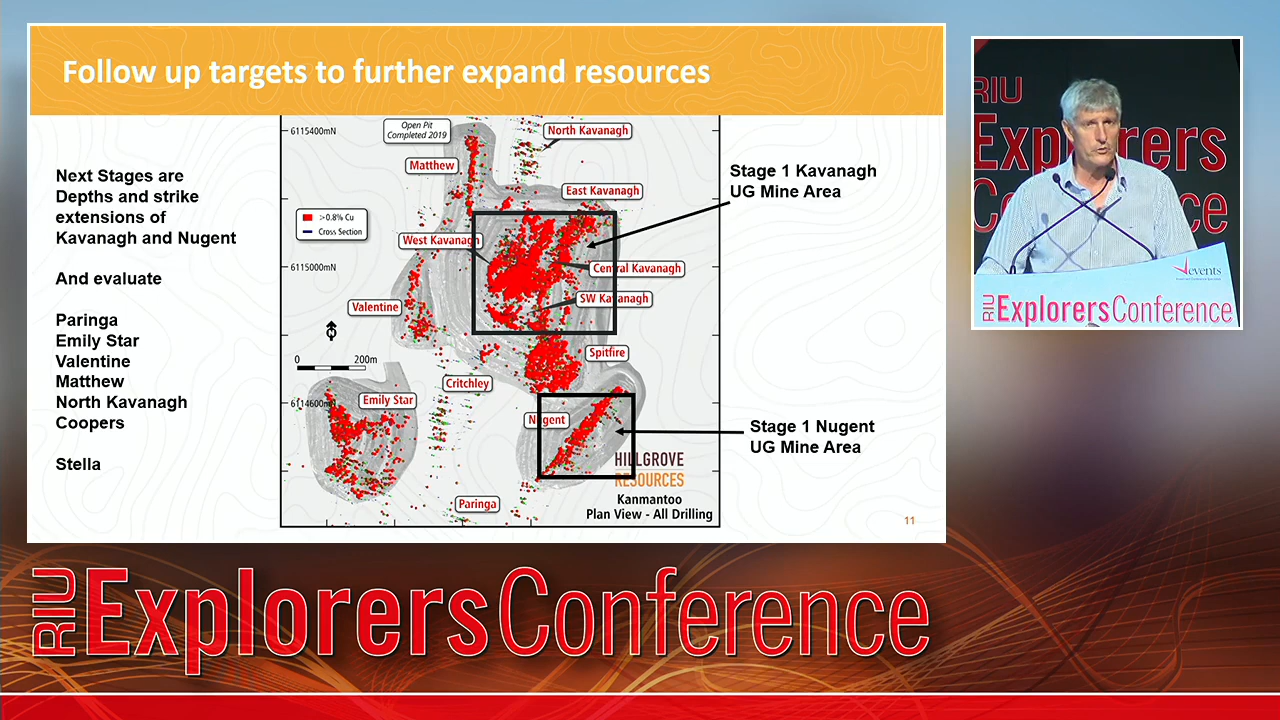 Follow up targets to further expand resources
Next Stages are
Depths and strike
extensions of
Kavanagh and Nugent
And evaluate
Paringa
Emily Star
Valentine
Matthew
North Kavanagh
Coopers
Stella
6115400mN
Open Pit
Completed 2019
North Kavanagh
Matthew
East Kavanagh
>0.8% Cu
Cross Section
West Kavanagh
6115000mN
Central Kavanagh
SW Kavanagh
Valentine
N
0 200m
Spitfire
Critchley
Emily Star
6114600mN
Nugent
HILLGROVE
RESOURCES
Kanmantoo
Plan View - All Drilling
Paringa
Stage 1 Kavanagh
UG Mine Area
Stage 1 Nugent
UG Mine Area
11
RIU
Explorers
Conference
events
RIU ExplorersConference
RIU ExplorersConference